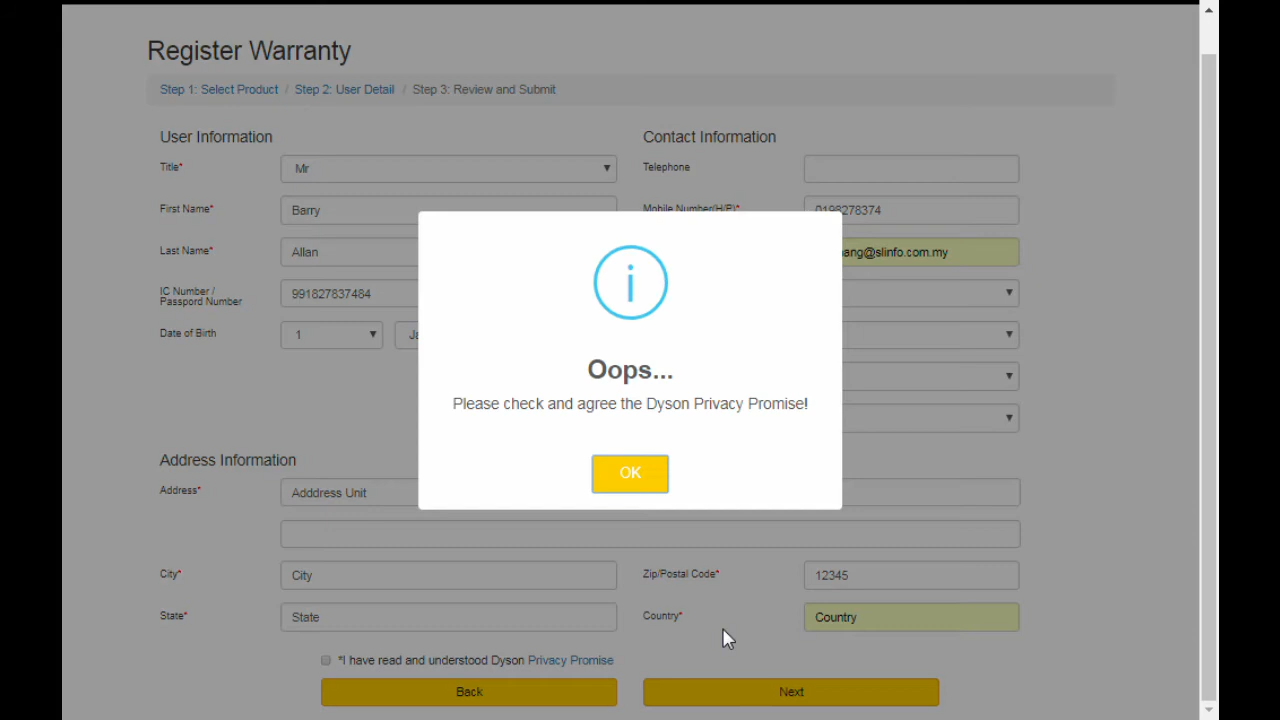 Register Warranty
Step 1: Select Product / Step 2: User Detail / Step 3: Review and Submit
User Information
Contact Information
Title*
Mr
Telephone
First Name*
Barry
Mobile Number(H/P)*
0198278374
Last Name*
Allan
ang@slinfo.com.my
IC Number /
Passpord Number
991827837484
Date of Birth
1
Oops...
Please check and agree the Dyson Privacy Promise!
OK
Address Information
Address*
Adddress Unit
City*
City
Zip/Postal Code*
12345
State*
State
Country*
Country
*I have read and understood Dyson Privacy Promise
Back
Next